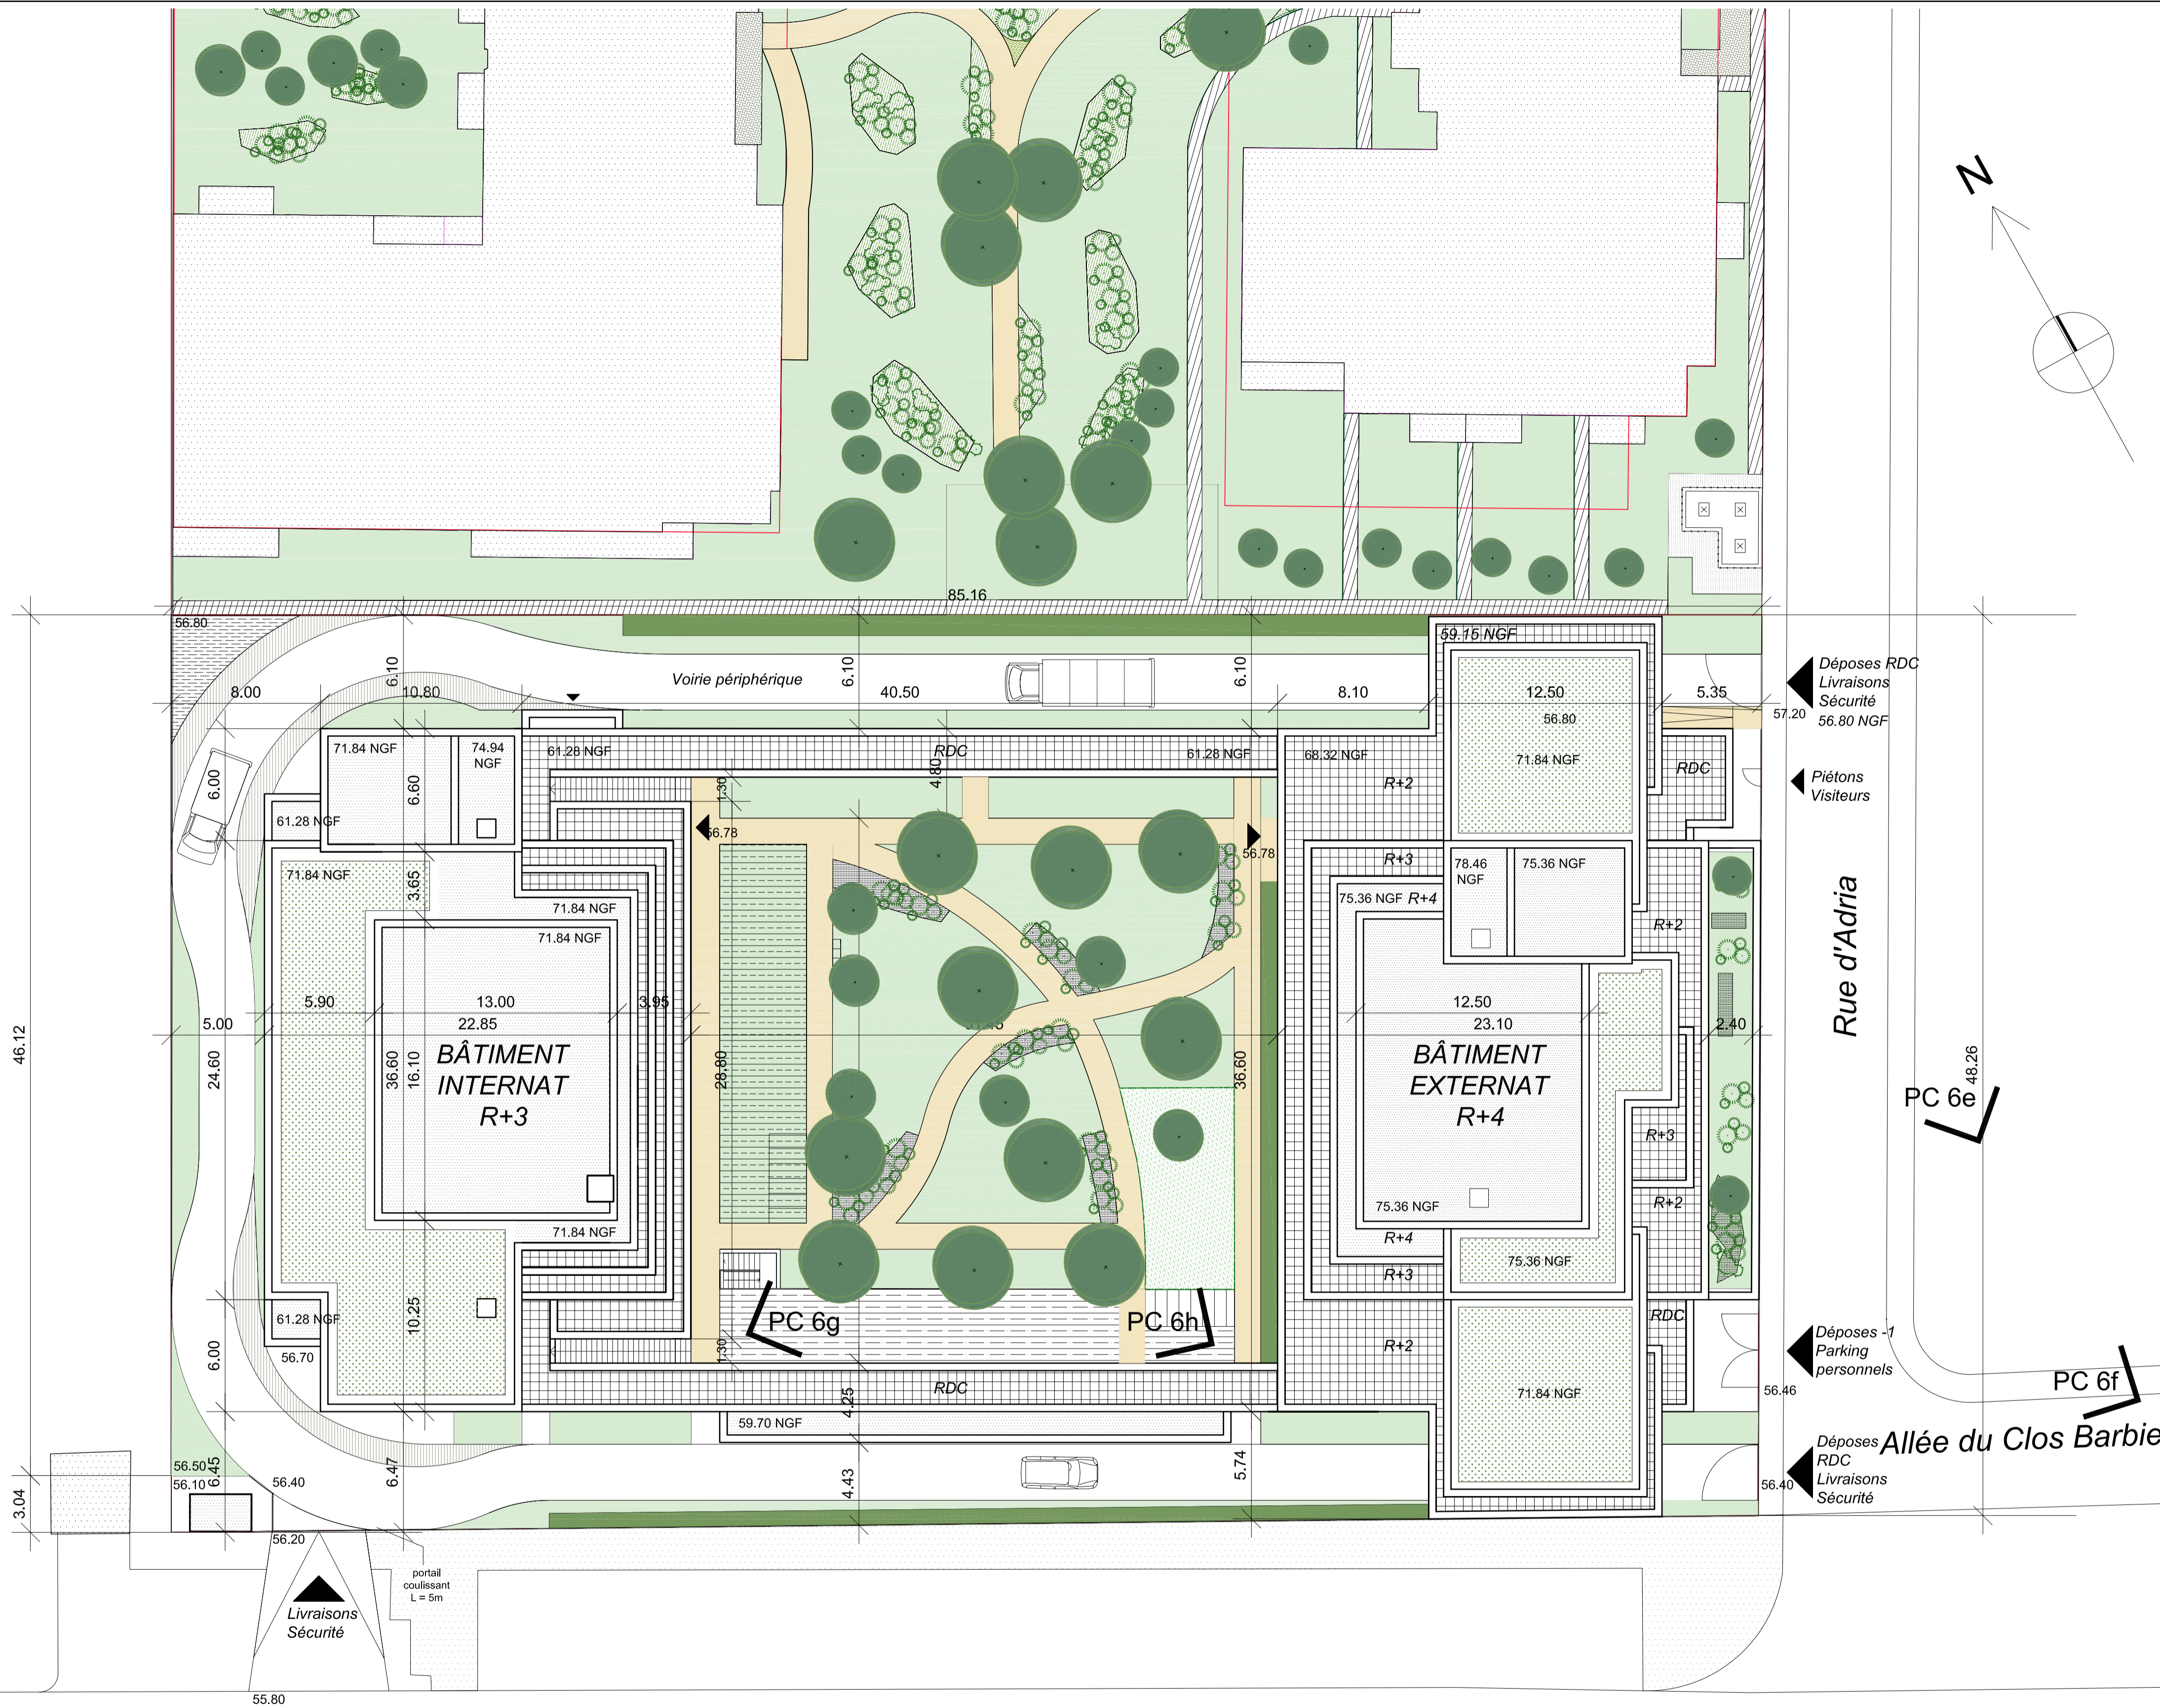 N
85.16
56.80
59.15 NGF
6.10
6.10
6.10
Voirie périphérique
8.00
10.80
40.50
8.10
12.50
5.35
Déposes RDC
Livraisons
Sécurité
56.80 NGF
57.20
56.80
71.84 NGF
71.84 NGF
74.94
NGF
61.28 NGF
RDC
61.28 NGF
68.32 NGF
R+2
RDC
Piétons
Visiteurs
6.00
6.60
1.30
4.80
61.28 NGF
56.78
56.78
71.84 NGF
3.65
71.84 NGF
71.84 NGF
R+3
78.46
NGF
75.36 NGF
75.36 NGF
R+4
R+2
Rue d'Adria
5.90
13.00
3.95
5.00
22.85
12.50
23.10
2.40
46.12
24.60
36.60
16.10
28.80
36.60
48.26
BÂTIMENT
INTERNAT
R+3
BÂTIMENT
EXTERNAT
R+4
PC 6e
R+3
75.36 NGF
R+2
71.84 NGF
R+4
75.36 NGF
R+3
10.25
61.28 NGF
56.70
6.00
PC 6g
PC 6h
1.30
R+2
RDC
Déposes -1
Parking
personnels
56.46
PC 6f
RDC
4.25
71.84 NGF
59.70 NGF
Allée du Clos Barbie
Déposes
RDC
Livraisons
Sécurité
56.40
56.50
56.10
6.45
56.40
6.47
4.43
5.74
3.04
56.20
portail
coulissant
L = 5m
Livraisons
Sécurité
55.80